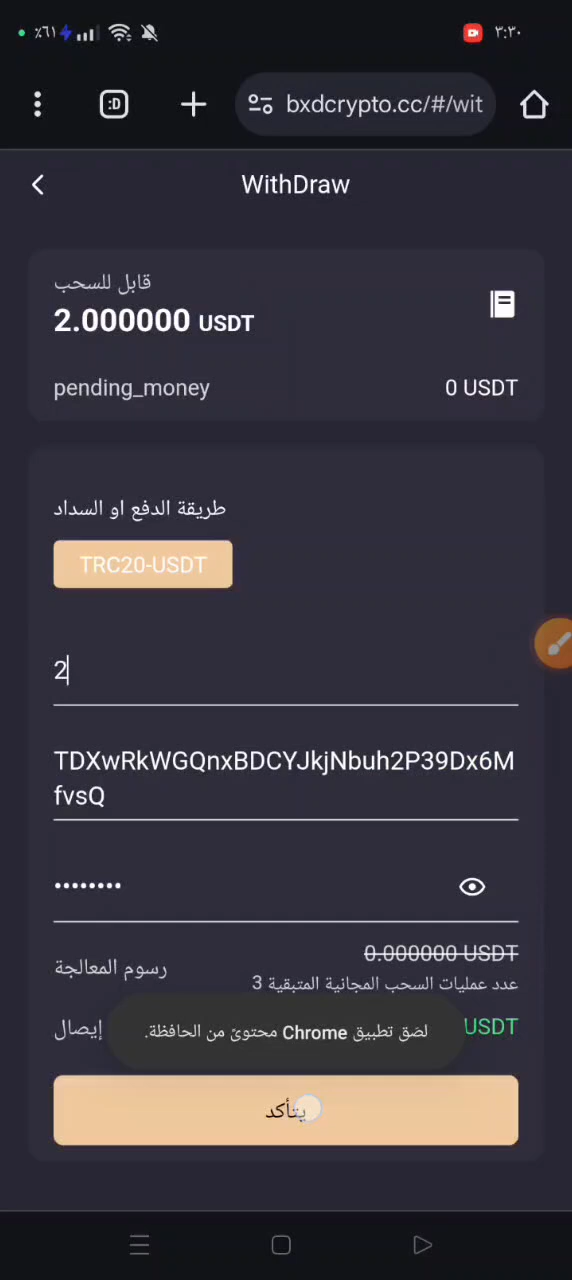 ٪٦١
٣:٣٠
:D
bxdcrypto.cc/#/wit
WithDraw
قابل للسحب
2.000000 USDT
pending_money
0 USDT
طريقة الدفع او السداد
TRC20-USDT
2
TDXwRkWGQnxBDCYJkjNbuh2P39Dx6M
fvsQ
••••••••
0.000000 USDT
رسوم المعالجة
عدد عمليات السحب المجانية المتبقية 3
إيصال
USDT
لصَق تطبيق Chrome محتوىً من الحافظة.
يتأكد